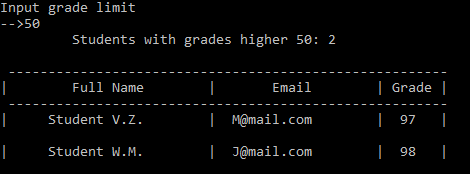 Input grade limit
-->50
Students with grades higher 50: 2
----------------------------------------------------
| Full Name | Email | Grade |
----------------------------------------------------
| Student V.Z. | M@mail.com | 97 |
| Student W.M. | J@mail.com | 98 |